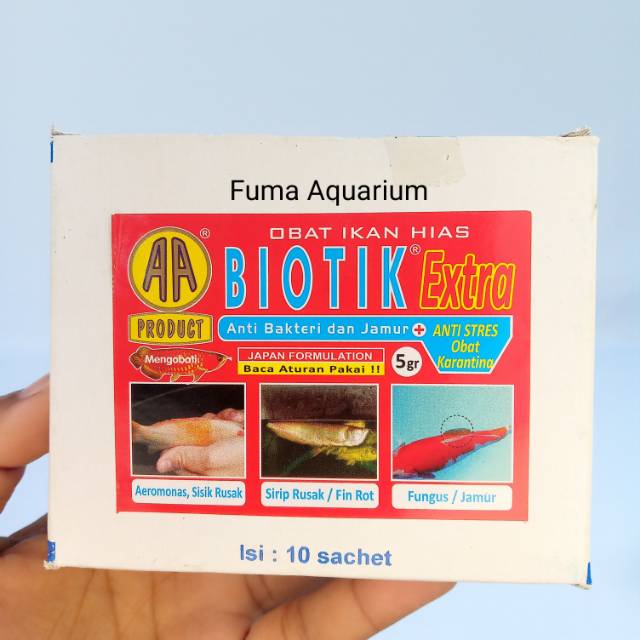 Fuma Aquarium
OBAT IKAN HIAS
AA ®
BIOTIK® Extra
PRODUCT
Anti Bakteri dan Jamur +
ANTI STRES
Obat
Karantina
Mengobati:
JAPAN FORMULATION
Baca Aturan Pakai !!
5gr
Aeromonas, Sisik Rusak
Sirip Rusak / Fin Rot
Fungus / Jamur
Isi : 10 sachet